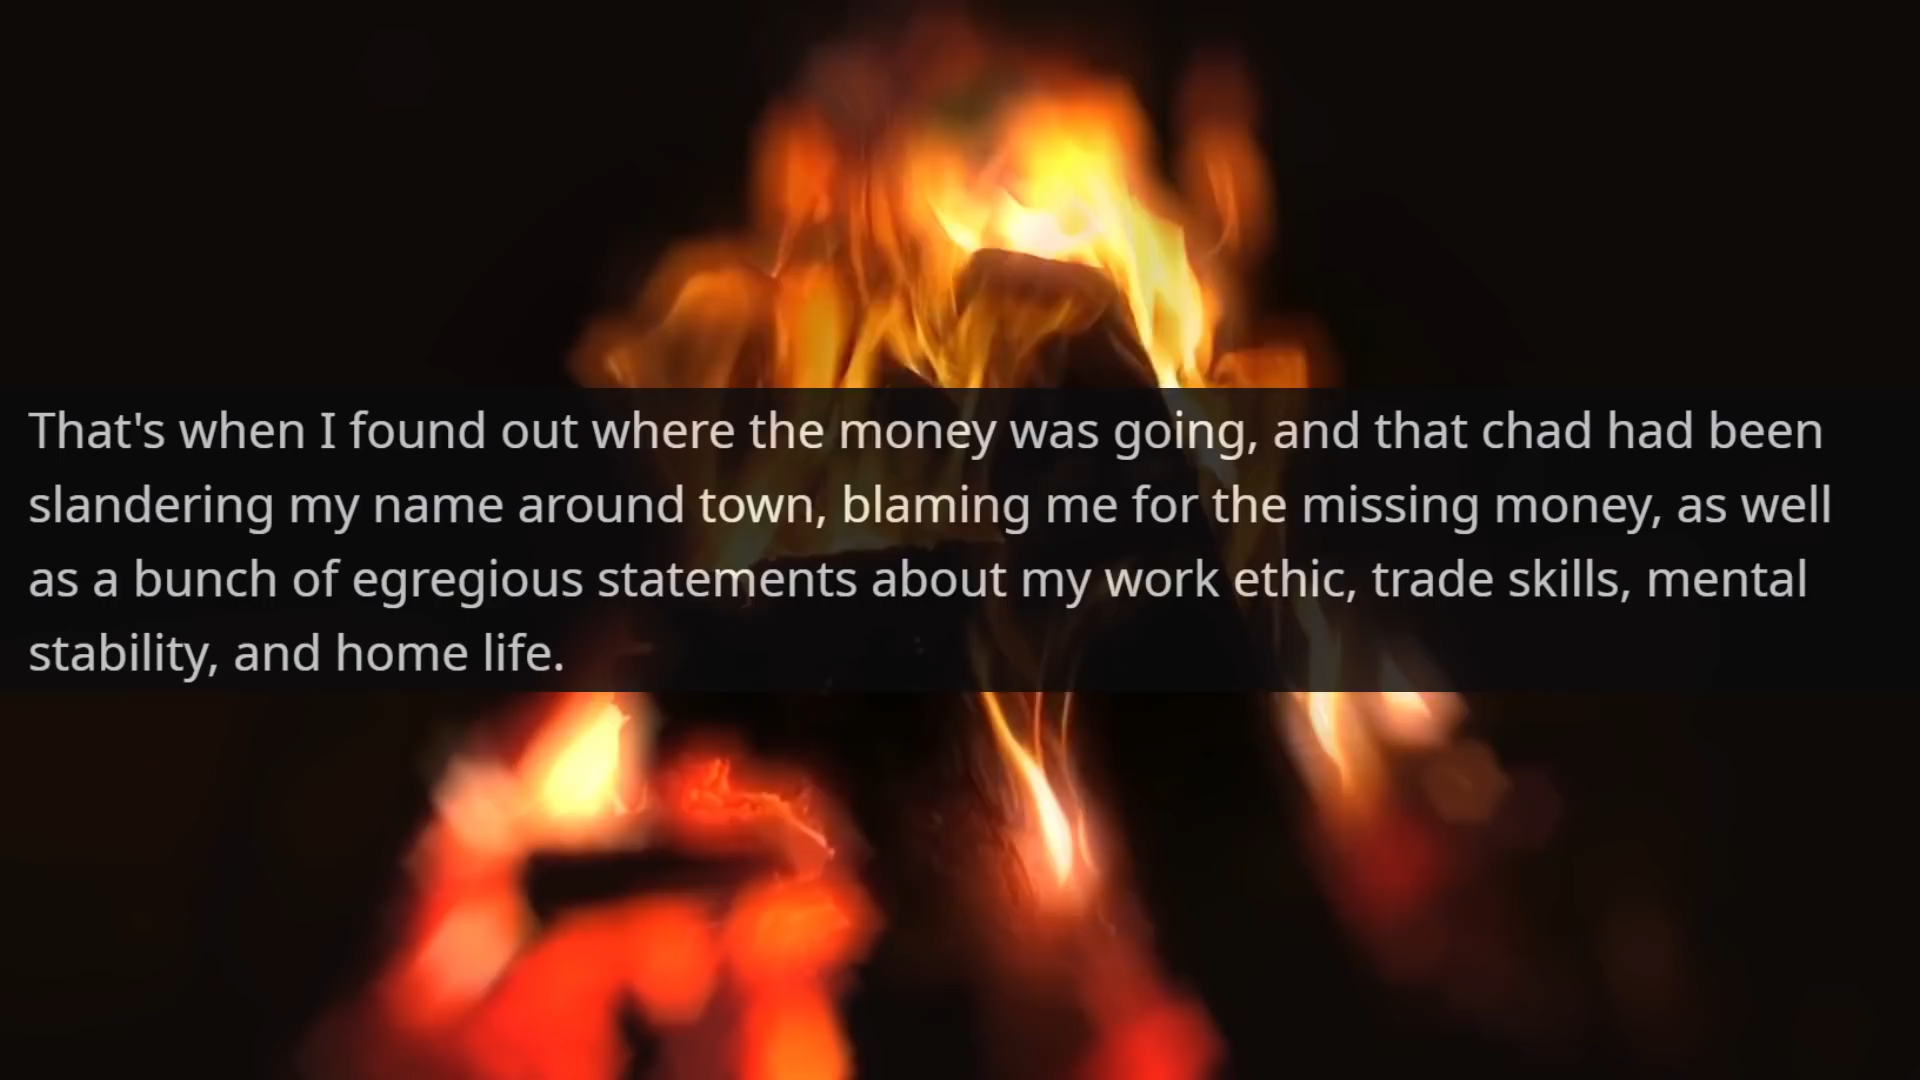 That's when I found out where the money was going, and that chad had been
slandering my name around town, blaming me for the missing money, as well
as a bunch of egregious statements about my work ethic, trade skills, mental
stability, and home life.